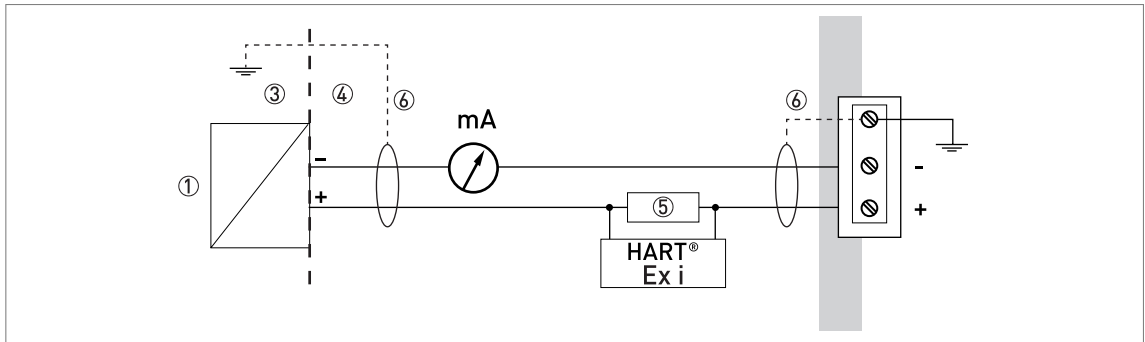 ③ ④ ⑥ ⑥
mA
①
-
+
-
+
⑤
HART®
Ex i